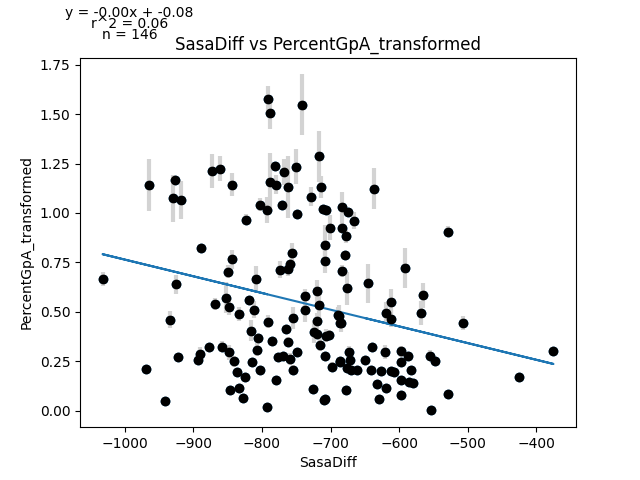 y = -0.00x + -0.08
r^2 = 0.06
n = 146
SasaDiff vs PercentGpA_transformed
1.75
1.50
1.25
1.00
0.75
0.50
0.25
0.00
PercentGpA_transformed
−1000 −900 −800 −700 −600 −500 −400
SasaDiff